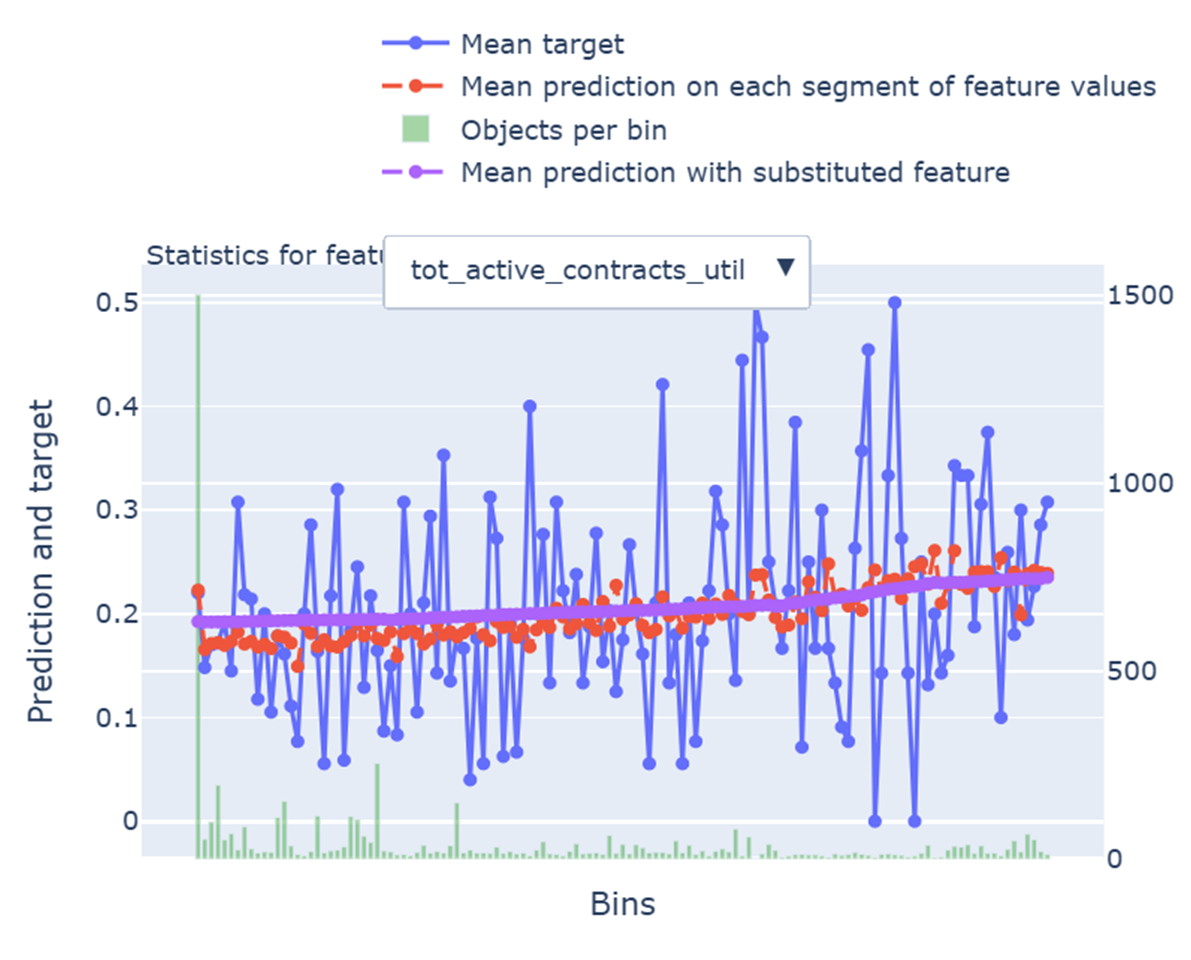 Mean target
Mean prediction on each segment of feature values
Objects per bin
Mean prediction with substituted feature
Statistics for featu
tot_active_contracts_util ▼
0.5
0.4
0.3
0.2
0.1
0
1500
1000
500
0
Prediction and target
Bins